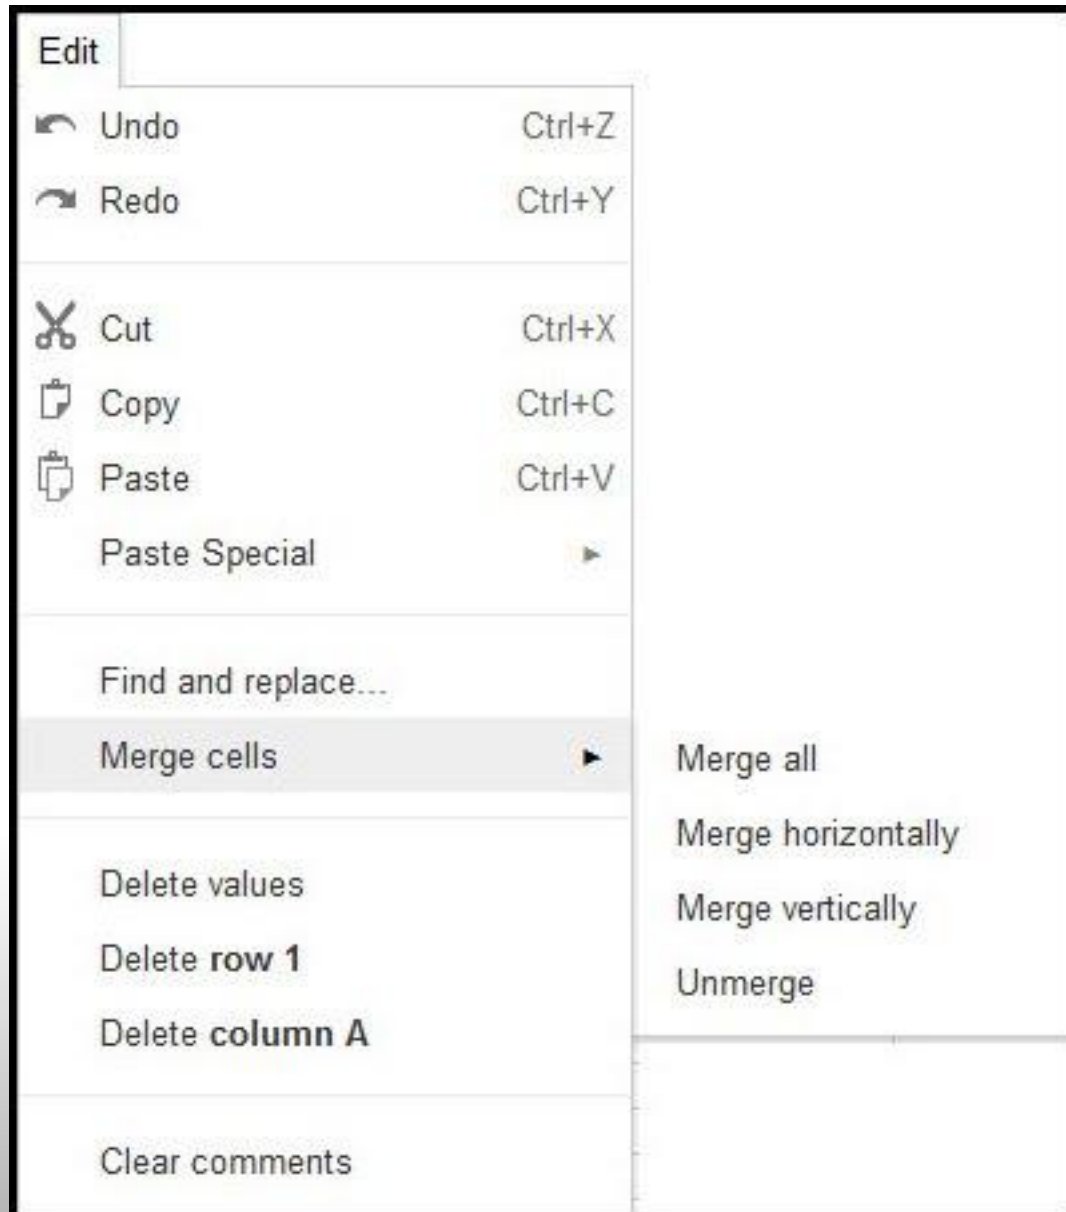 Edit
Undo Ctrl+Z
Redo Ctrl+Y
Cut Ctrl+X
Copy Ctrl+C
Paste Ctrl+V
Paste Special
Find and replace...
Merge cells
Merge all
Merge horizontally
Merge vertically
Unmerge
Delete values
Delete row 1
Delete column A
Clear comments